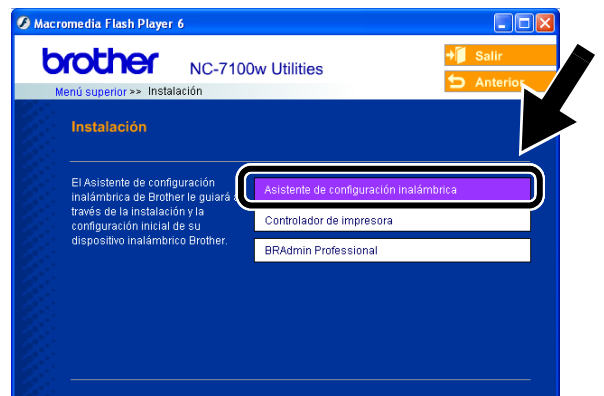 Macromedia Flash Player 6
brother
NC-7100w Utilities
Salir
Anterior
Menú superior >> Instalación
Instalación
El Asistente de configuración
inalámbrica de Brother le guiará a
través de la instalación y la
configuración inicial de su
dispositivo inalámbrico Brother.
Asistente de configuración inalámbrica
Controlador de impresora
BRAdmin Professional